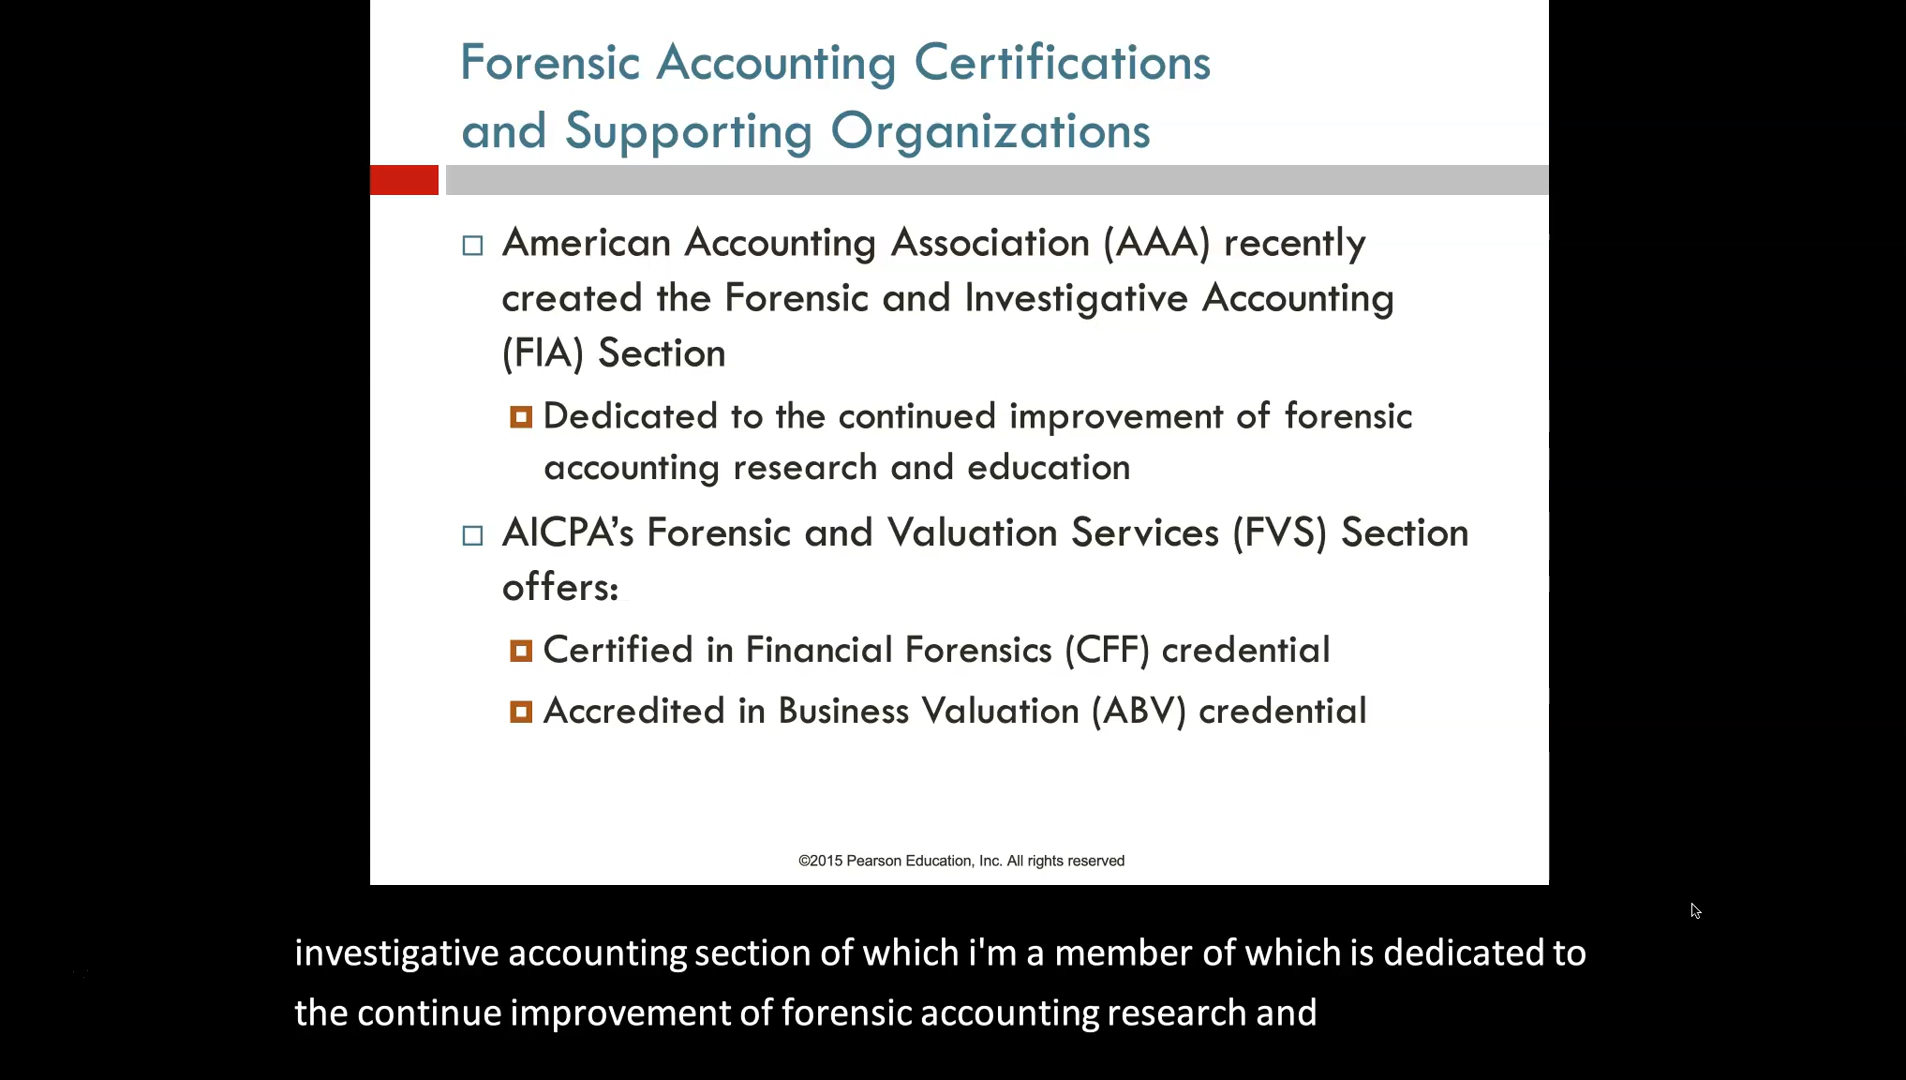 Forensic Accounting Certifications
and Supporting Organizations
American Accounting Association (AAA) recently
created the Forensic and Investigative Accounting
(FIA) Section
Dedicated to the continued improvement of forensic
accounting research and education
AICPA’s Forensic and Valuation Services (FVS) Section
offers:
Certified in Financial Forensics (CFF) credential
Accredited in Business Valuation (ABV) credential
©2015 Pearson Education, Inc. All rights reserved
investigative accounting section of which i'm a member of which is dedicated to
the continue improvement of forensic accounting research and